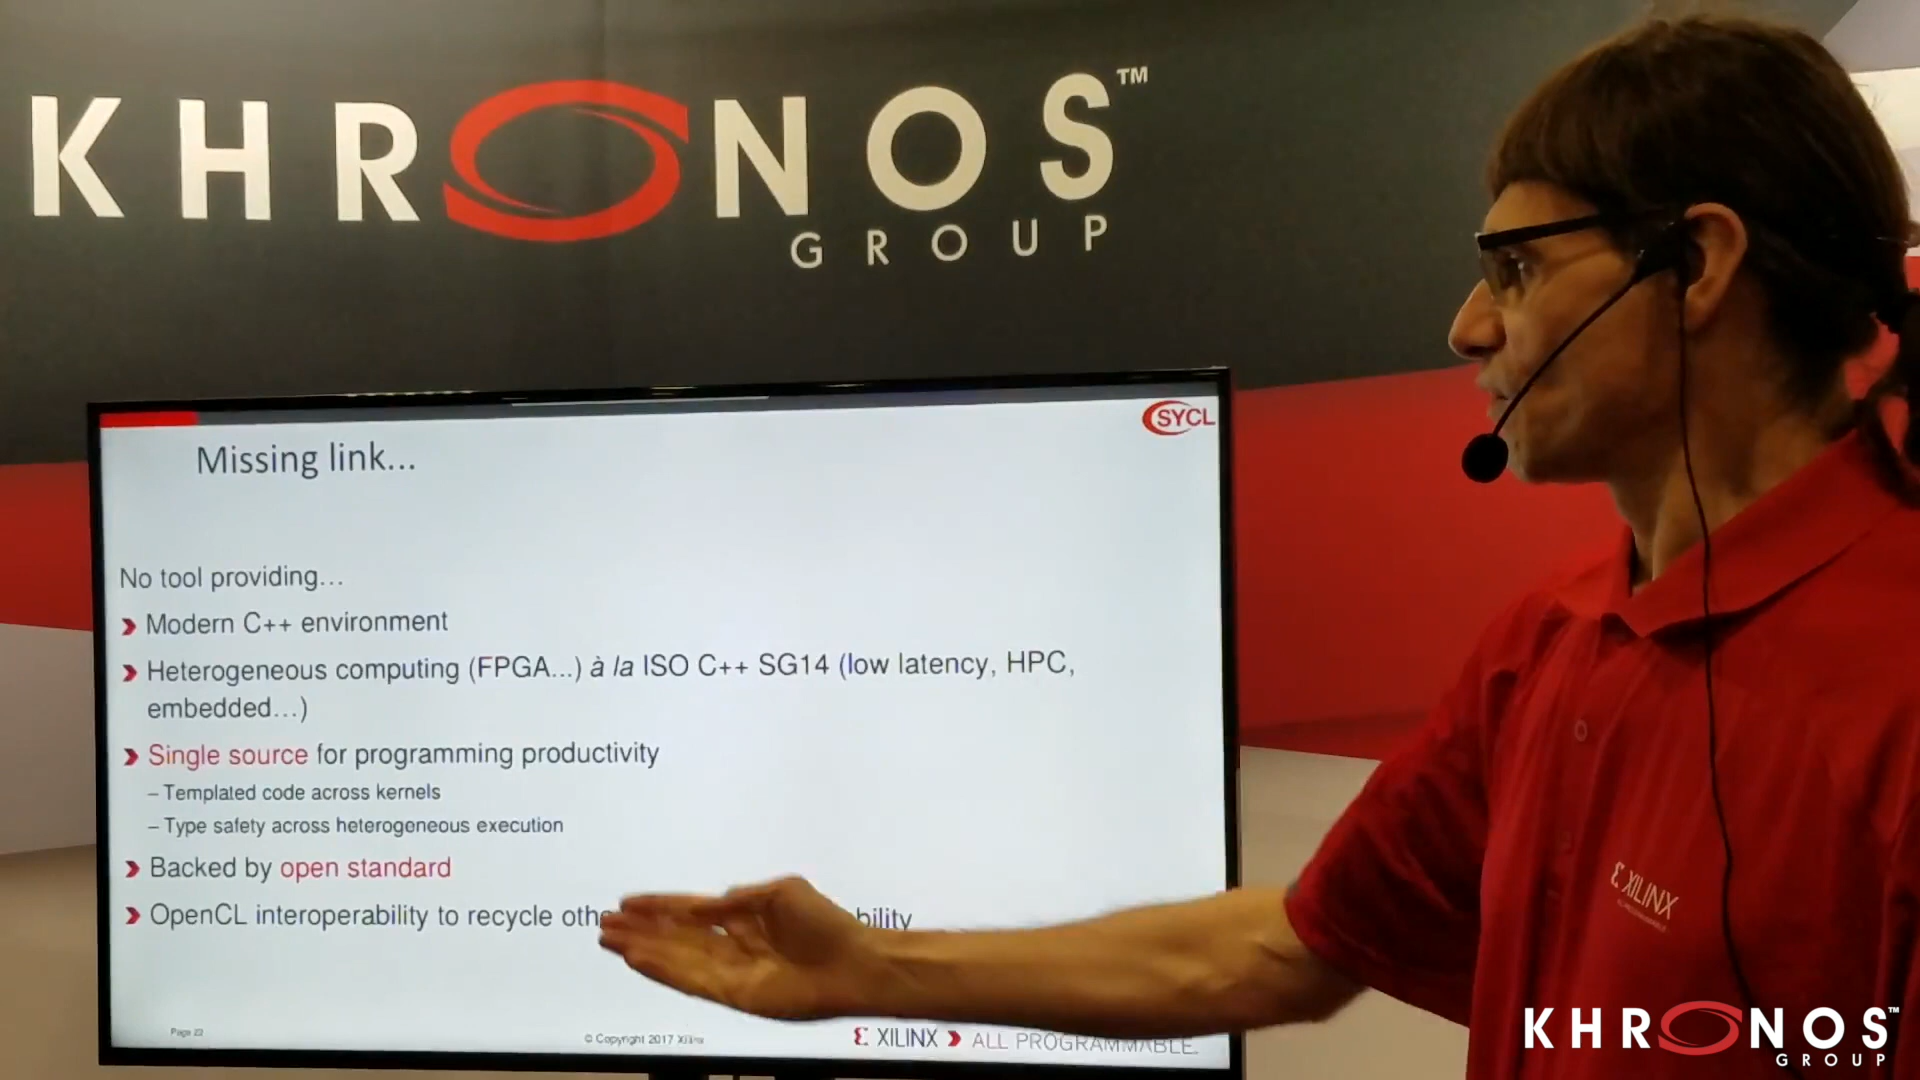 KHRONOS™
GROUP
SYCL
Missing link...
No tool providing...
Modern C++ environment
Heterogeneous computing (FPGA...) à la ISO C++ SG14 (low latency, HPC,
embedded...)
Single source for programming productivity
– Templated code across kernels
– Type safety across heterogeneous execution
Backed by open standard
OpenCL interoperability to recycle
Page 22
© Copyright 2017 Xilinx
XILINX ALL PROGRAMMABLE
XILINX
KHRONOS™
GROUP